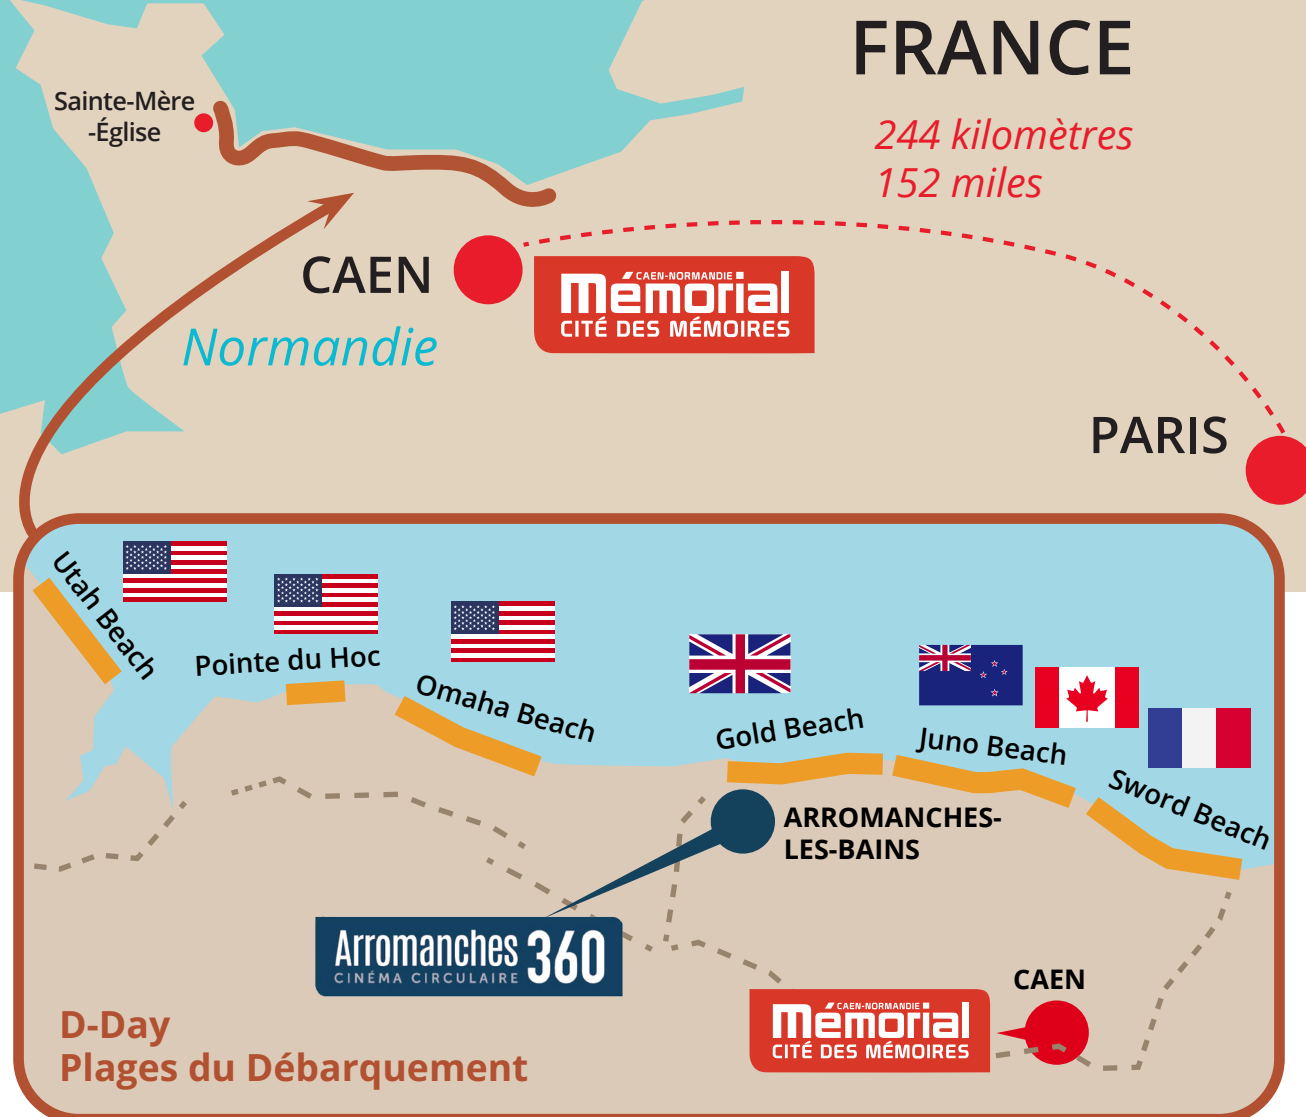 FRANCE
244 kilomètres
152 miles
Sainte-Mère
-Église
CAEN
Normandie
CAEN-NORMANDIE
Mémorial
CITÉ DES MÉMOIRES
PARIS
Utah Beach
Pointe du Hoc
Omaha Beach
Gold Beach
Juno Beach
Sword Beach
ARROMANCHES-
LES-BAINS
Arromanches 360
CINÉMA CIRCULAIRE
CAEN
CAEN-NORMANDIE
Mémorial
CITÉ DES MÉMOIRES
D-Day
Plages du Débarquement